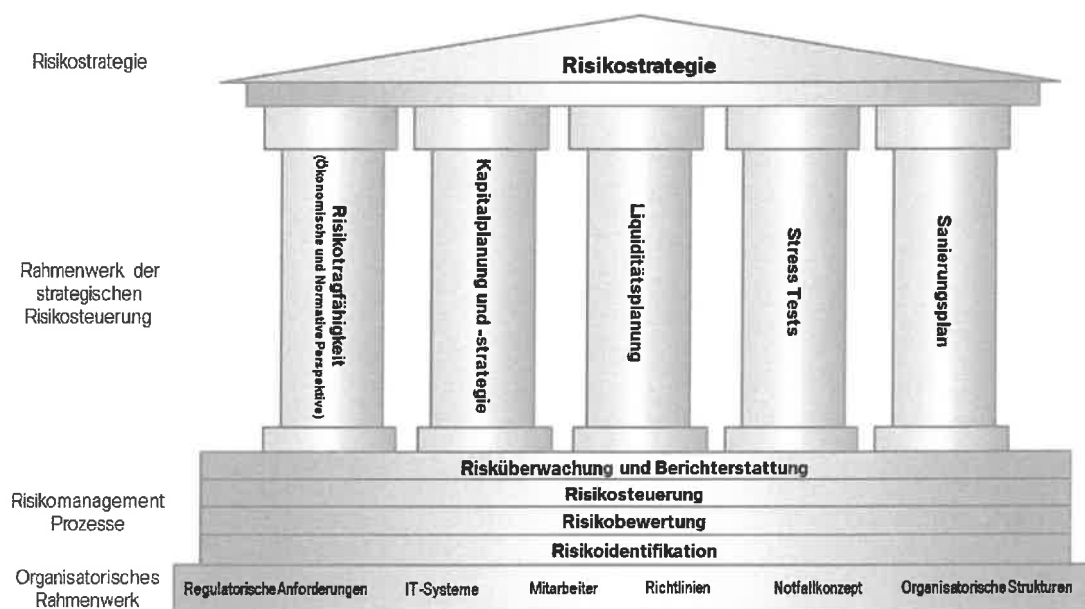 Risikostrategie
Risikostrategie
Rahmenwerk der
strategischen
Risikosteuerung
Risikotragfähigkeit
(Ökonomische und Normative Perspektive)
Kapitalplanung und -strategie
Liquiditätsplanung
Stress Tests
Sanierungsplan
Risikomanagement
Prozesse
Risküberwachung und Berichterstattung
Risikosteuerung
Risikobewertung
Risikoidentifikation
Organisatorisches
Rahmenwerk
Regulatorische Anforderungen IT-Systeme Mitarbeiter Richtlinien Notfallkonzept Organisatorische Strukturen